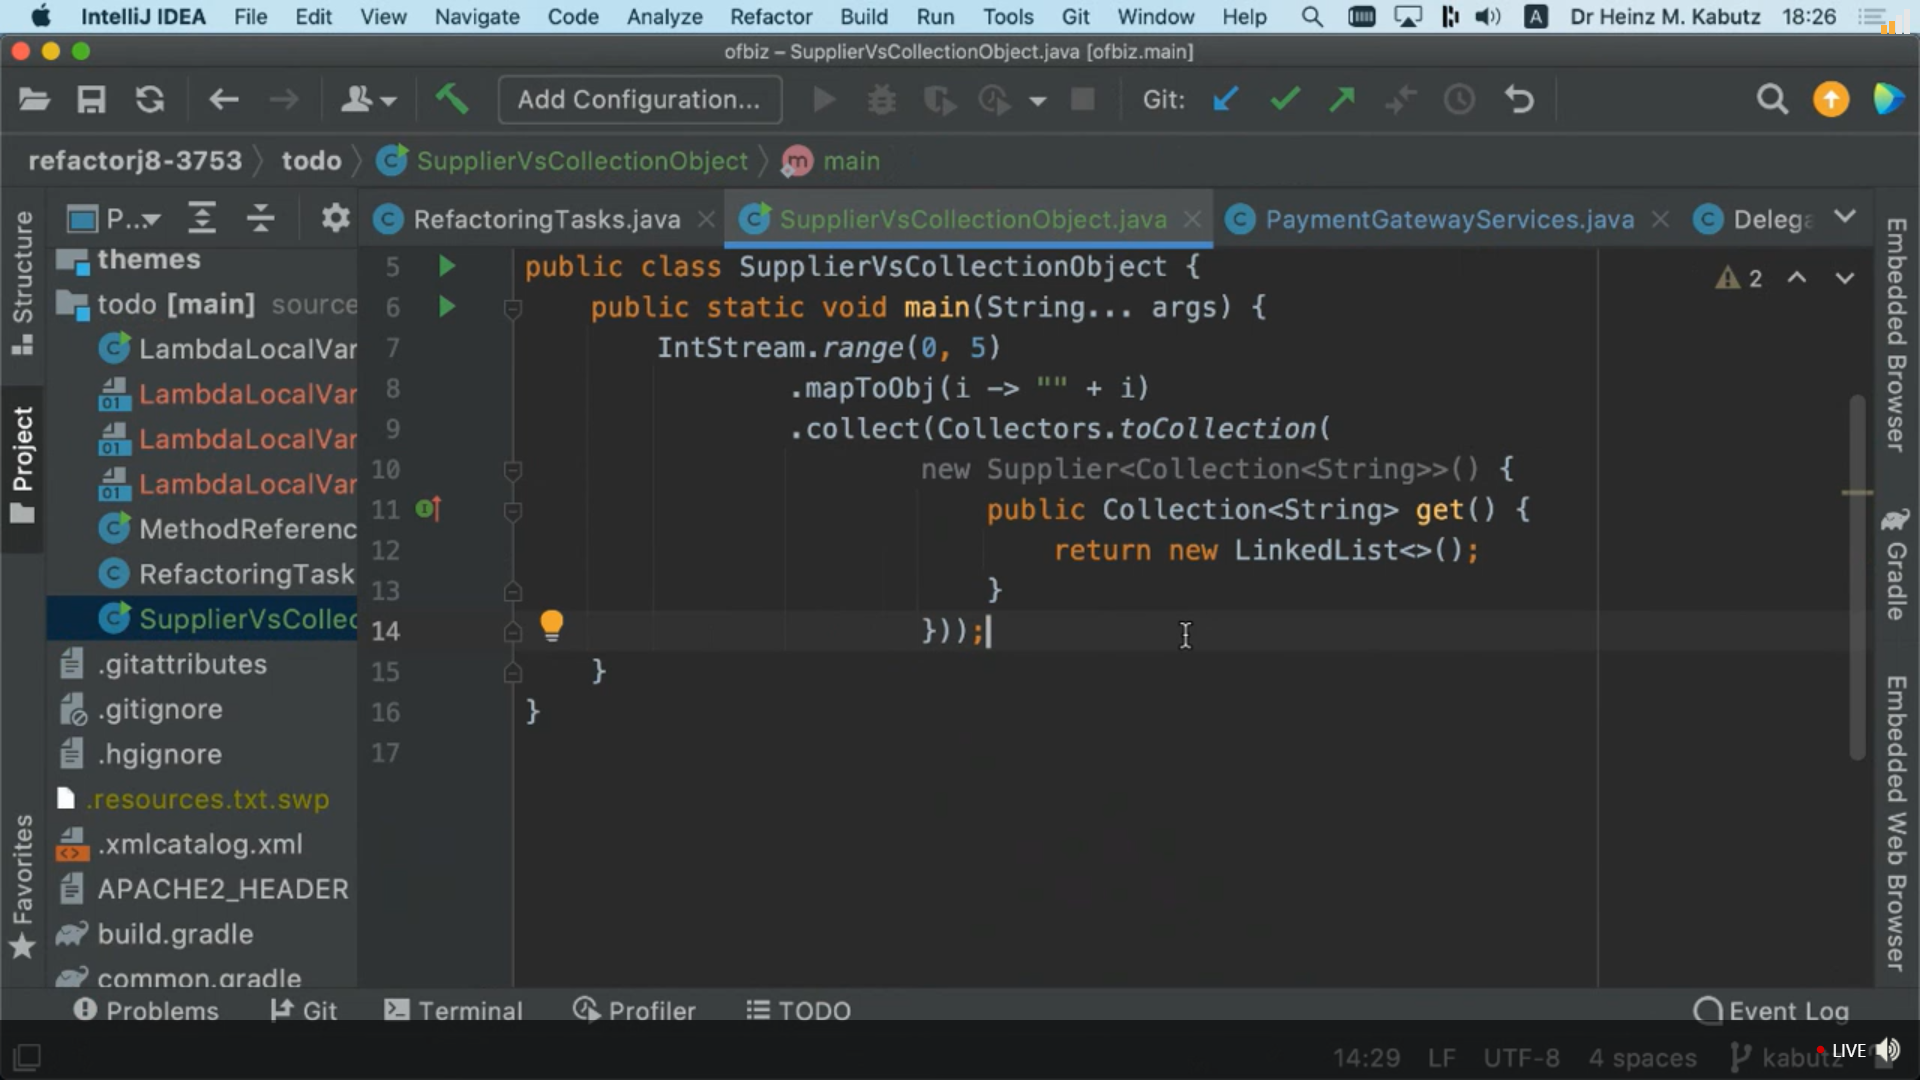 IntelliJ IDEA File Edit View Navigate Code Analyze Refactor Build Run Tools Git Window Help A Dr Heinz M. Kabutz 18:26
ofbiz – SupplierVsCollectionObject.java [ofbiz.main]
Add Configuration... Git:
refactorj8-3753 todo SupplierVsCollectionObject m main
P... RefactoringTasks.java SupplierVsCollectionObject.java PaymentGatewayServices.java Delega
Structure
Project
Favorites
themes
todo [main] source
LambdaLocalVar
LambdaLocalVar
LambdaLocalVar
LambdaLocalVar
MethodReferenc
RefactoringTask
SupplierVsCollec
.gitattributes
.gitignore
.hgignore
.resources.txt.swp
.xmlcatalog.xml
APACHE2_HEADER
build.gradle
common.gradle
5 public class SupplierVsCollectionObject {
6 public static void main(String... args) {
7 IntStream.range(0, 5)
8 .mapToObj(i -> "" + i)
9 .collect(Collectors.toCollection(
10 new Supplier<Collection<String>>() {
11 public Collection<String> get() {
12 return new LinkedList<>();
13 }
14 }));
15 }
16 }
17
2
Embedded Browser
Gradle
Embedded Web Browser
Problems Git Terminal Profiler TODO Event Log
14:29 LF UTF-8 4 spaces kabutz
LIVE